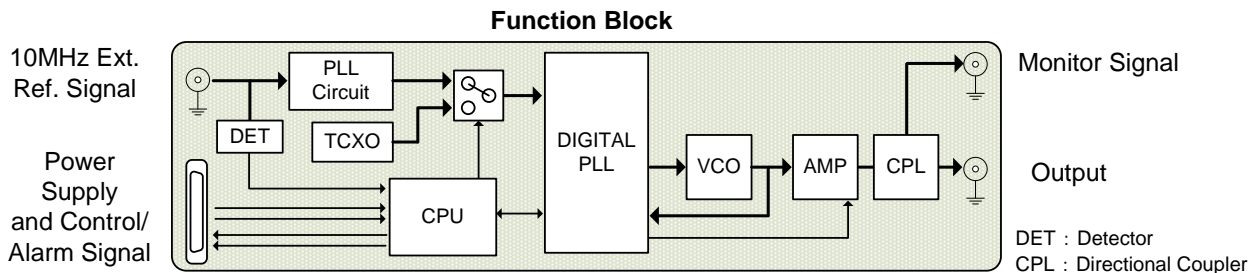 Function Block
10MHz Ext.
Ref. Signal
PLL
Circuit
DET
TCXO
Power
Supply
and Control/
Alarm Signal
CPU
DIGITAL
PLL
VCO
AMP
CPL
Monitor Signal
Output
DET : Detector
CPL : Directional Coupler